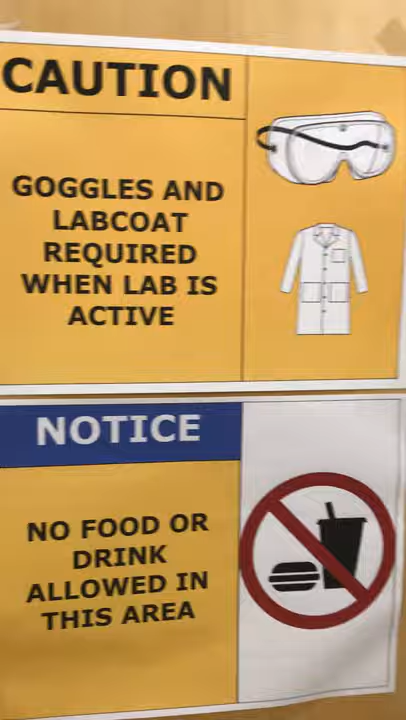 CAUTION
GOGGLES AND
LABCOAT
REQUIRED
WHEN LAB IS
ACTIVE
NOTICE
NO FOOD OR
DRINK
ALLOWED IN
THIS AREA